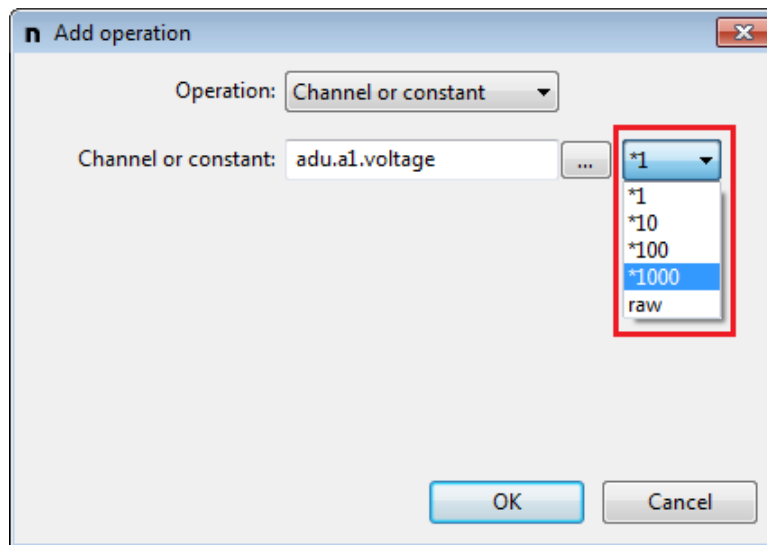 n Add operation
Operation: Channel or constant
Channel or constant: adu.a1.voltage ... *1
*1
*10
*100
*1000
raw
OK Cancel